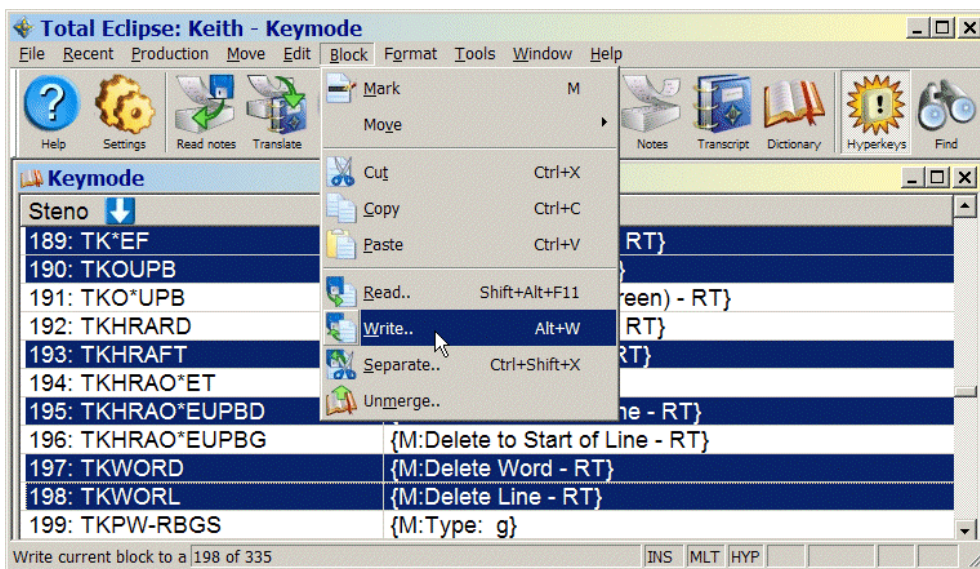 Total Eclipse: Keith - Keymode
File Recent Production Move Edit Block Format Tools Window Help
Help Settings Read notes Translate Notes Transcript Dictionary Hyperkeys Find
Mark M
Move
Cut Ctrl+X
Copy Ctrl+C
Paste Ctrl+V
Read.. Shift+Alt+F11
Write.. Alt+W
Separate.. Ctrl+Shift+X
Unmerge..
Keymode
Steno
189: TK*EF RT}
190: TKOUPB }
191: TKO*UPB reen) - RT}
192: TKHRARD RT}
193: TKHRAFT RT}
194: TKHRAO*ET
195: TKHRAO*EUPBD ne - RT}
196: TKHRAO*EUPBG {M:Delete to Start of Line - RT}
197: TKWORD {M:Delete Word - RT}
198: TKWORL {M:Delete Line - RT}
199: TKPW-RBGS {M:Type: g}
Write current block to a 198 of 335 INS MLT HYP